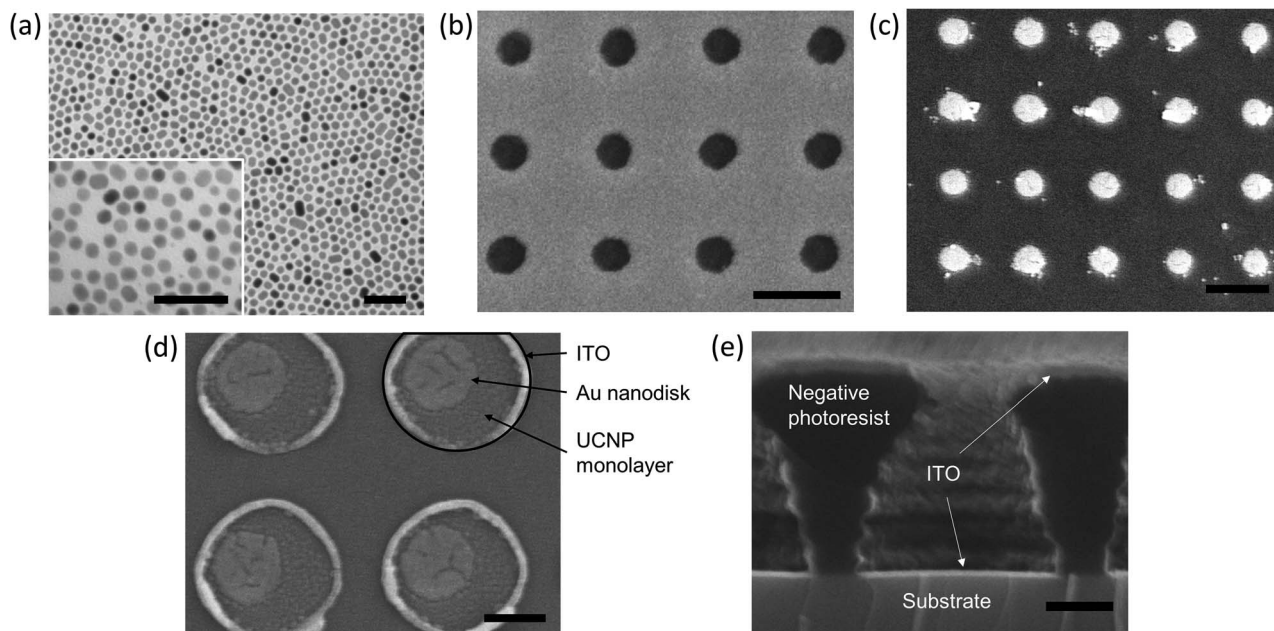 (a)
(b)
(c)
(d)
ITO
Au nanodisk
UCNP
monolayer
(e)
Negative
photoresist
ITO
Substrate